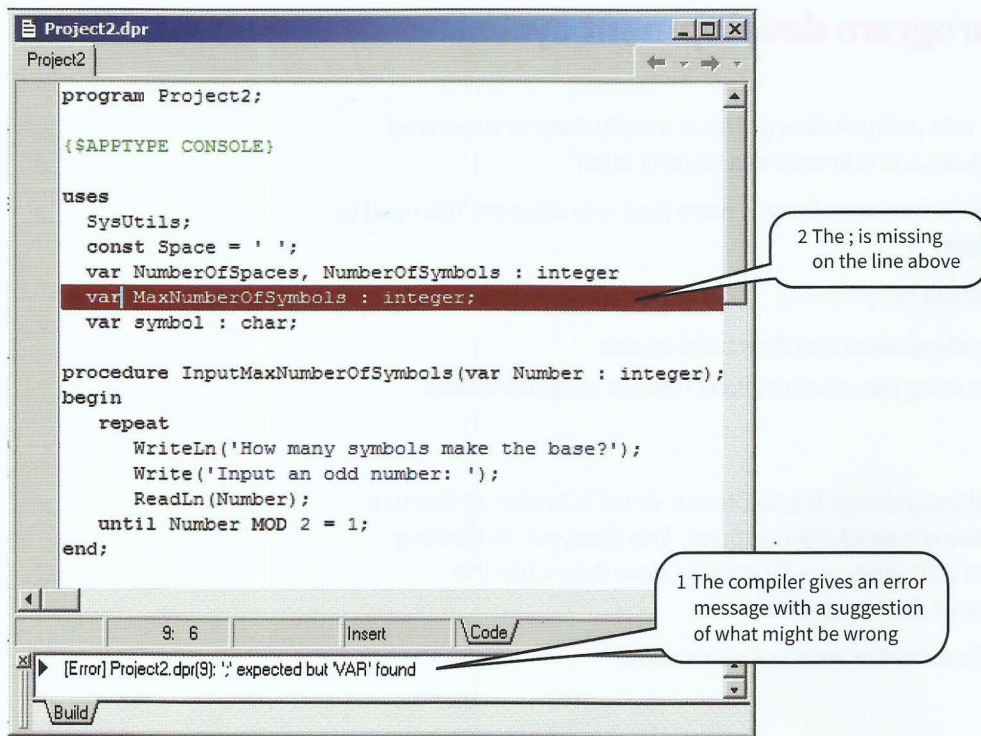 Project2.dpr
Project2
program Project2;
{$APPTYPE CONSOLE}
uses
SysUtils;
const Space = ' ';
var NumberOfSpaces, NumberOfSymbols : integer
var MaxNumberOfSymbols : integer;
var symbol : char;
procedure InputMaxNumberOfSymbols(var Number : integer);
begin
repeat
WriteLn('How many symbols make the base?');
Write('Input an odd number: ');
ReadLn(Number);
until Number MOD 2 = 1;
end;
2 The ; is missing
on the line above
1 The compiler gives an error
message with a suggestion
of what might be wrong
9: 6
Insert
Code
[Error] Project2.dpr(9): ';' expected but 'VAR' found
Build